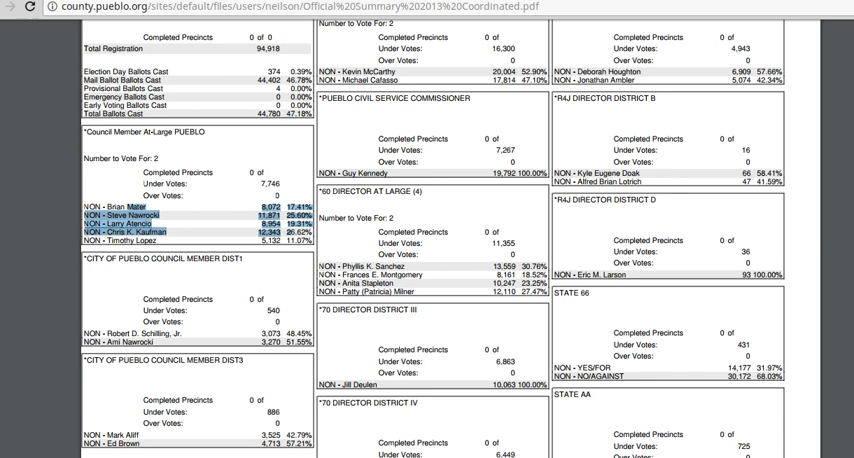 county.pueblo.org/sites/default/files/users/neilson/Official%20Summary%202013%20Coordinated.pdf
Completed Precincts 0 of 0
Total Registration 94,918
Election Day Ballots Cast 374 0.39%
Mail Ballot Ballots Cast 44,402 46.78%
Provisional Ballots Cast 4 0.00%
Emergency Ballots Cast 0 0.00%
Early Voting Ballots Cast 0 0.00%
Total Ballots Cast 44,780 47.18%
*Council Member At-Large PUEBLO
Number to Vote For: 2
Completed Precincts 0 of
Under Votes: 7,746
Over Votes: 0
NON - Brian Mater 8,072 17.41%
NON - Steve Nawrocki 11,871 25.60%
NON - Larry Atencio 8,954 19.31%
NON - Chris K. Kaufman 12,343 26.62%
NON - Timothy Lopez 5,132 11.07%
*CITY OF PUEBLO COUNCIL MEMBER DIST1
Completed Precincts 0 of
Under Votes: 540
Over Votes: 0
NON - Robert D. Schilling, Jr. 3,073 48.45%
NON - Ami Nawrocki 3,270 51.55%
*CITY OF PUEBLO COUNCIL MEMBER DIST3
Completed Precincts 0 of
Under Votes: 886
Over Votes: 0
NON - Mark Aliff 3,525 42.79%
NON - Ed Brown 4,713 57.21%
Number to Vote For: 2
Completed Precincts 0 of
Under Votes: 16,300
Over Votes: 0
NON - Kevin McCarthy 20,004 52.90%
NON - Michael Cafasso 17,814 47.10%
*PUEBLO CIVIL SERVICE COMMISSIONER
Completed Precincts 0 of
Under Votes: 7,267
Over Votes: 0
NON - Guy Kennedy 19,792 100.00%
*60 DIRECTOR AT LARGE (4)
Number to Vote For: 2
Completed Precincts 0 of
Under Votes: 11,355
Over Votes: 0
NON - Phyllis K. Sanchez 13,559 30.76%
NON - Frances E. Montgomery 8,161 18.52%
NON - Anita Stapleton 10,247 23.25%
NON - Patty (Patricia) Milner 12,110 27.47%
*70 DIRECTOR DISTRICT III
Completed Precincts 0 of
Under Votes: 6,863
Over Votes: 0
NON - Jill Deulen 10,063 100.00%
*70 DIRECTOR DISTRICT IV
Completed Precincts 0 of
Under Votes: 6,449
Completed Precincts 0 of
Under Votes: 4,943
Over Votes: 0
NON - Deborah Houghton 6,909 57.66%
NON - Jonathan Ambler 5,074 42.34%
*R4J DIRECTOR DISTRICT B
Completed Precincts 0 of
Under Votes: 16
Over Votes: 0
NON - Kyle Eugene Doak 66 58.41%
NON - Alfred Brian Lotrich 47 41.59%
*R4J DIRECTOR DISTRICT D
Completed Precincts 0 of
Under Votes: 36
Over Votes: 0
NON - Eric M. Larson 93 100.00%
STATE 66
Completed Precincts 0 of
Under Votes: 431
Over Votes: 0
NON - YES/FOR 14,177 31.97%
NON - NO/AGAINST 30,172 68.03%
STATE AA
Completed Precincts 0 of
Under Votes: 725
Over Votes: 0